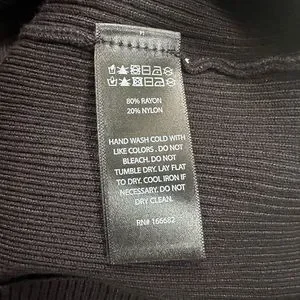 80% RAYON
20% NYLON
HAND WASH COLD WITH
LIKE COLORS . DO NOT
BLEACH. DO NOT
TUMBLE DRY. LAY FLAT
TO DRY. COOL IRON IF
NECESSARY. DO NOT
DRY CLEAN.
RN# 166682